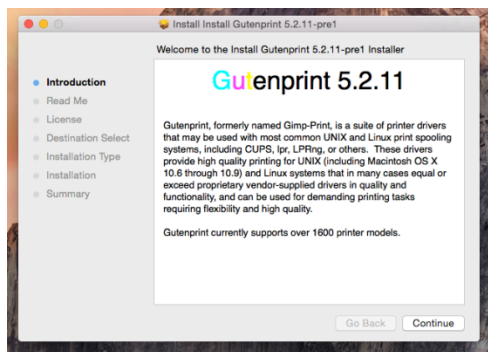 Install Install Gutenprint 5.2.11-pre1
Welcome to the Install Gutenprint 5.2.11-pre1 Installer
Introduction
Read Me
License
Destination Select
Installation Type
Installation
Summary
Gutenprint 5.2.11
Gutenprint, formerly named Gimp-Print, is a suite of printer drivers
that may be used with most common UNIX and Linux print spooling
systems, including CUPS, lpr, LPRng, or others.  These drivers
provide high quality printing for UNIX (including Macintosh OS X
10.6 through 10.9) and Linux systems that in many cases equal or
exceed proprietary vendor-supplied drivers in quality and
functionality, and can be used for demanding printing tasks
requiring flexibility and high quality.
Gutenprint currently supports over 1600 printer models.
Go Back
Continue